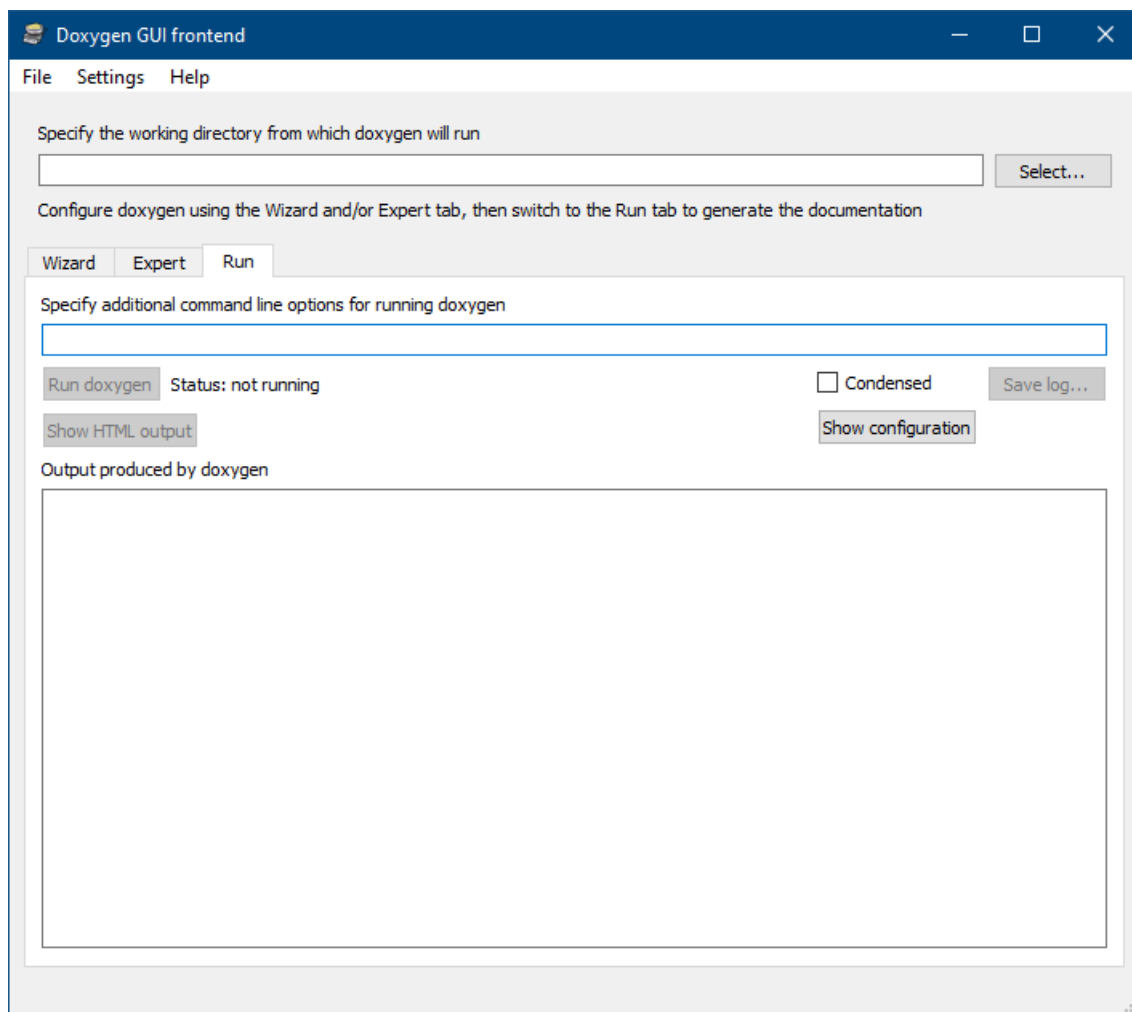 Doxygen GUI frontend
File Settings Help
Specify the working directory from which doxygen will run
Select...
Configure doxygen using the Wizard and/or Expert tab, then switch to the Run tab to generate the documentation
Wizard Expert Run
Specify additional command line options for running doxygen
Run doxygen Status: not running Condensed Save log...
Show HTML output Show configuration
Output produced by doxygen